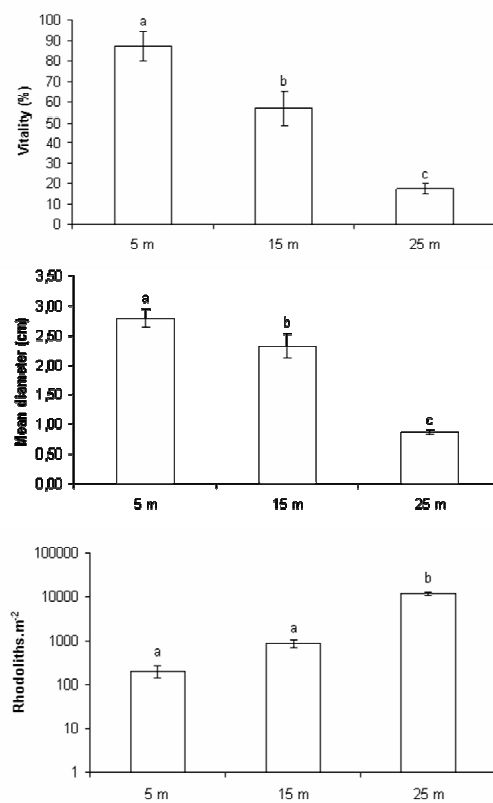 Vitality (%)
100
90
80
70
60
50
40
30
20
10
0
a
b
c
5 m
15 m
25 m
Mean diameter (cm)
3,50
3,00
2,50
2,00
1,50
1,00
0,50
0,00
a
b
c
5 m
15 m
25 m
Rhodoliths.m⁻²
100000
10000
1000
100
10
1
a
a
b
5 m
15 m
25 m